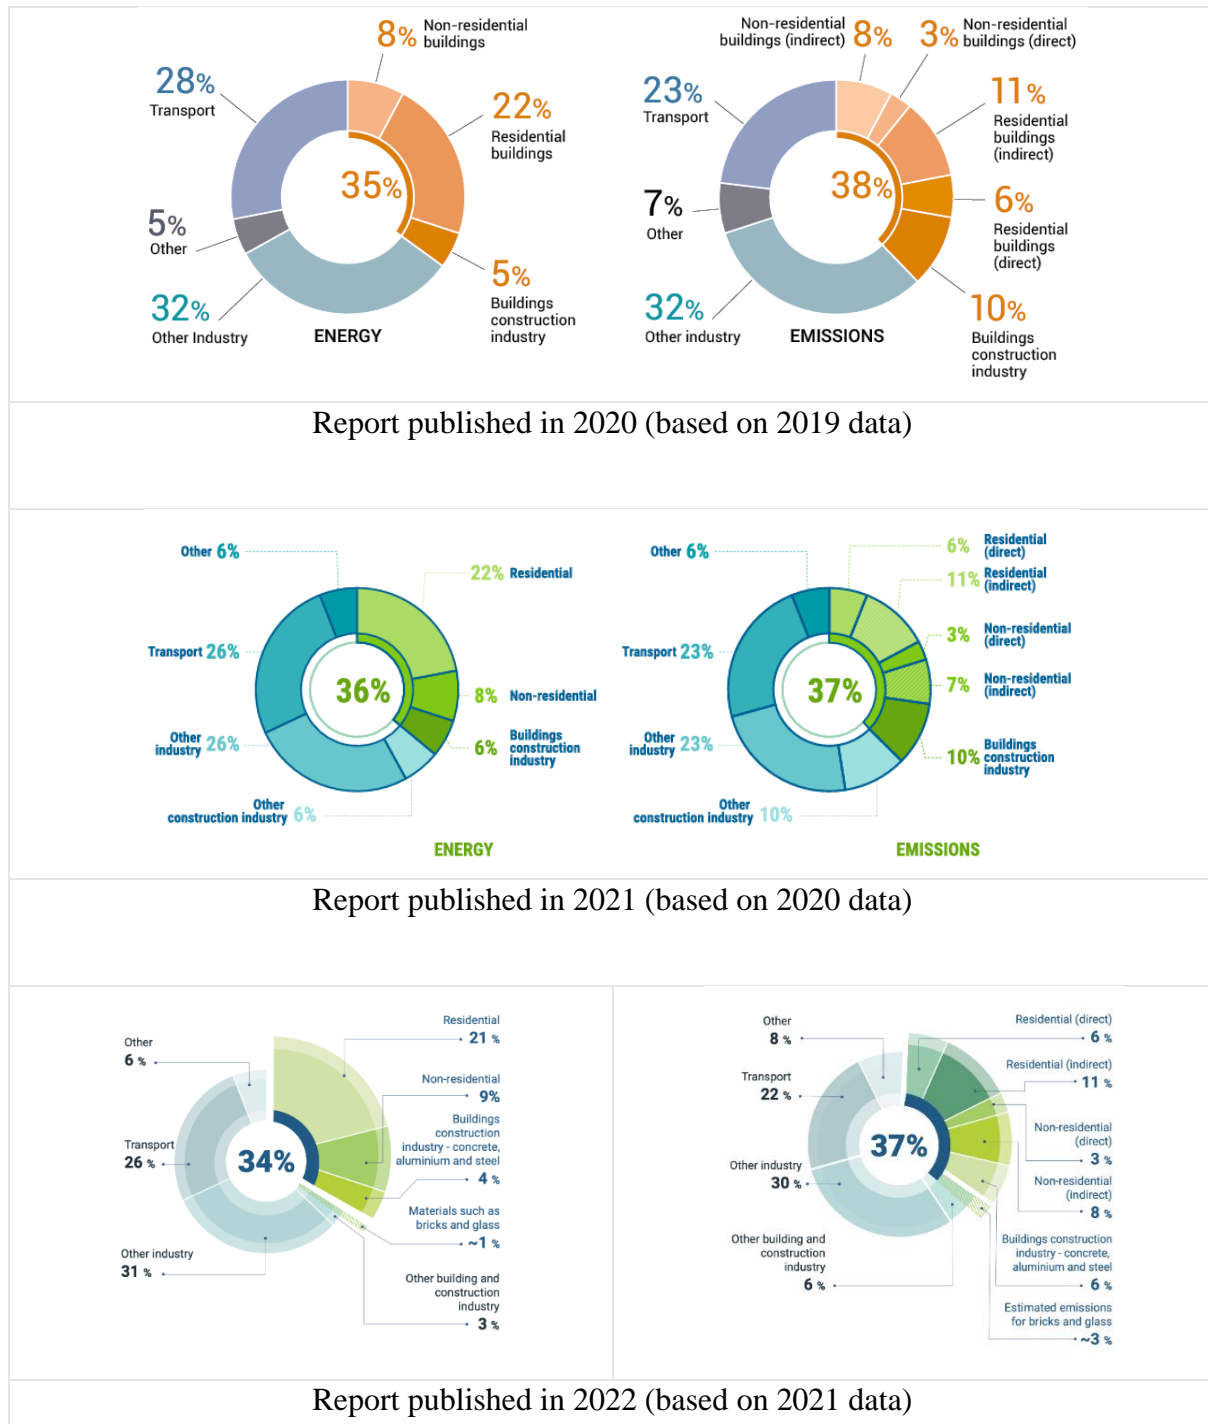 8% Non-residential
buildings
28%
Transport
22%
Residential
buildings
35%
5%
Other
32%
Other Industry
ENERGY
5%
Buildings
construction
industry
Non-residential
buildings (indirect) 8%
3% Non-residential
buildings (direct)
23%
Transport
11%
Residential
buildings
(indirect)
38%
7%
Other
6%
Residential
buildings
(direct)
32%
Other industry
EMISSIONS
10%
Buildings
construction
industry
Report published in 2020 (based on 2019 data)
Other 6%
22% Residential
Transport 26%
36%
8% Non-residential
Other
industry 26%
6% Buildings
construction
industry
Other
construction industry 6%
ENERGY
Other 6%
6% Residential
(direct)
11% Residential
(indirect)
3% Non-residential
(direct)
Transport 23%
37%
7% Non-residential
(indirect)
Other
industry 23%
10% Buildings
construction
industry
Other
construction industry 10%
EMISSIONS
Report published in 2021 (based on 2020 data)
Residential
21 %
Other
6 %
Non-residential
9%
Buildings
construction
industry - concrete,
aluminium and steel
4 %
Transport
26 %
34%
Materials such as
bricks and glass
~1 %
Other industry
31 %
Other building and
construction
industry
3 %
Other
8 %
Residential (direct)
6 %
Residential (indirect)
11 %
Transport
22 %
37%
Non-residential
(direct)
3 %
Other industry
30 %
Non-residential
(indirect)
8 %
Other building and
construction
industry
6 %
Buildings construction
industry - concrete,
aluminium and steel
6 %
Estimated emissions
for bricks and glass
~3 %
Report published in 2022 (based on 2021 data)